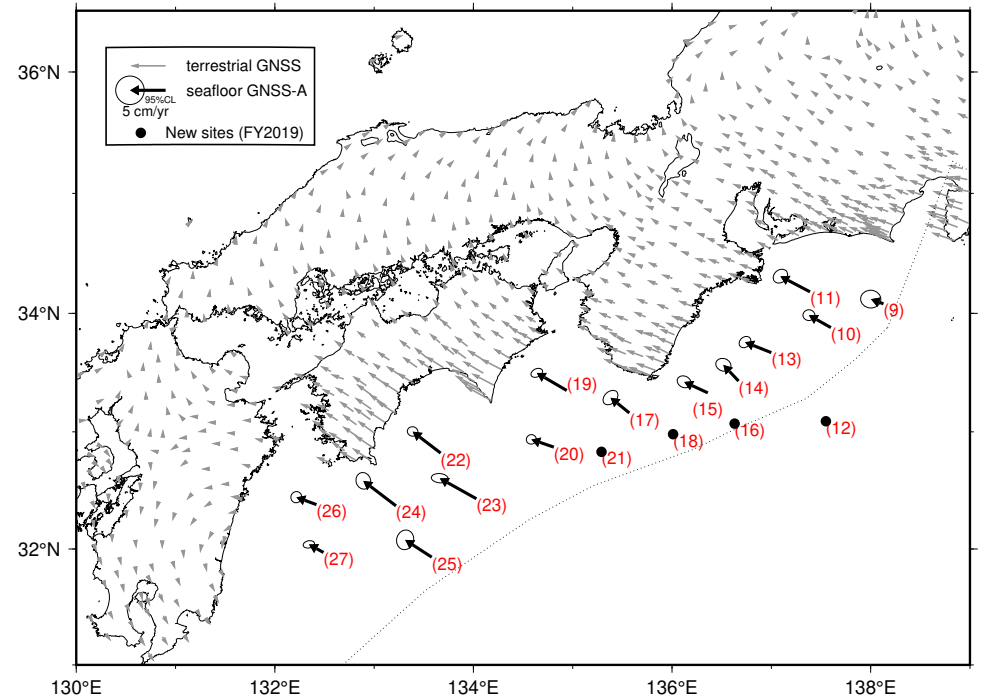 36°N
34°N
32°N
130°E
132°E
134°E
136°E
138°E
terrestrial GNSS
seafloor GNSS-A
95%CL
5 cm/yr
New sites (FY2019)
(11)
(9)
(10)
(13)
(14)
(19)
(15)
(17)
(16)
(12)
(18)
(20)
(21)
(22)
(23)
(24)
(26)
(27)
(25)